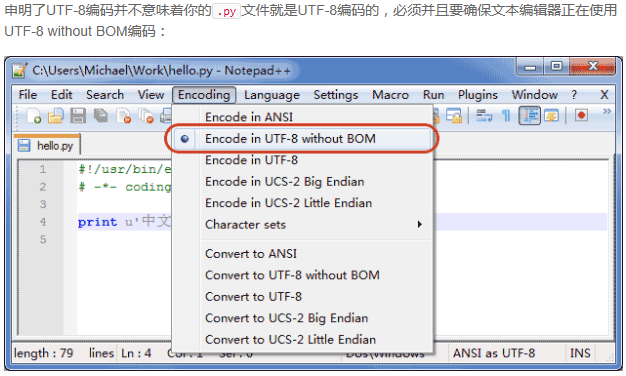 申明了UTF-8编码并不意味着你的.py文件就是UTF-8编码的，必须并且要确保文本编辑器正在使用
UTF-8 without BOM编码：
C:\Users\Michael\Work\hello.py - Notepad++
File Edit Search View Encoding Language Settings Macro Run Plugins Window ? X
hello.py
Encode in ANSI
Encode in UTF-8 without BOM
Encode in UTF-8
Encode in UCS-2 Big Endian
Encode in UCS-2 Little Endian
Character sets
Convert to ANSI
Convert to UTF-8 without BOM
Convert to UTF-8
Convert to UCS-2 Big Endian
Convert to UCS-2 Little Endian
1 #!/usr/bin/e
2 # -*- coding
3
4 print u'中文
5
length : 79 lines Ln : 4 Col : 1 Sel : 0 Dos\Windows ANSI as UTF-8 INS